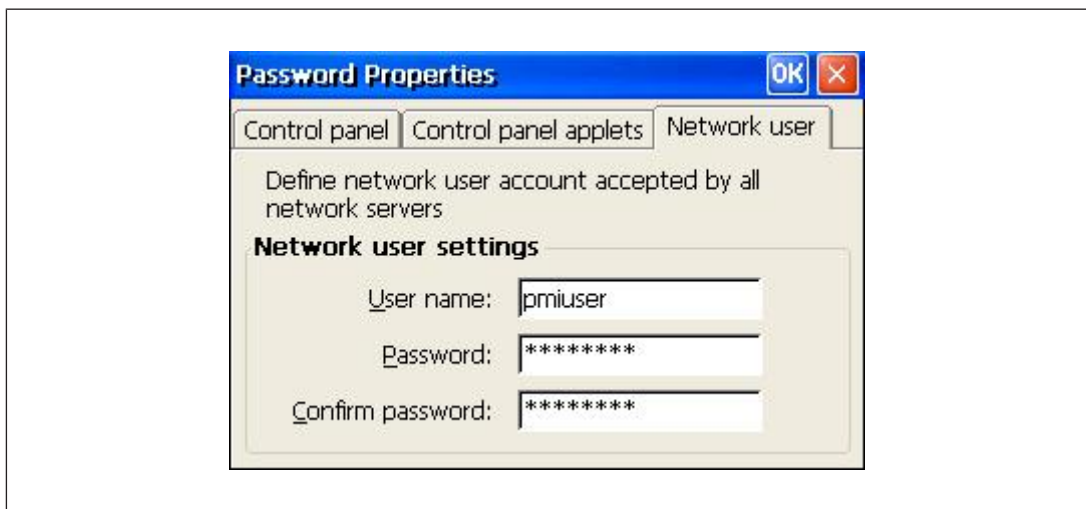 Password Properties OK
Control panel Control panel applets Network user
Define network user account accepted by all
network servers
Network user settings
User name: pmiuser
Password: ********
Confirm password: ********